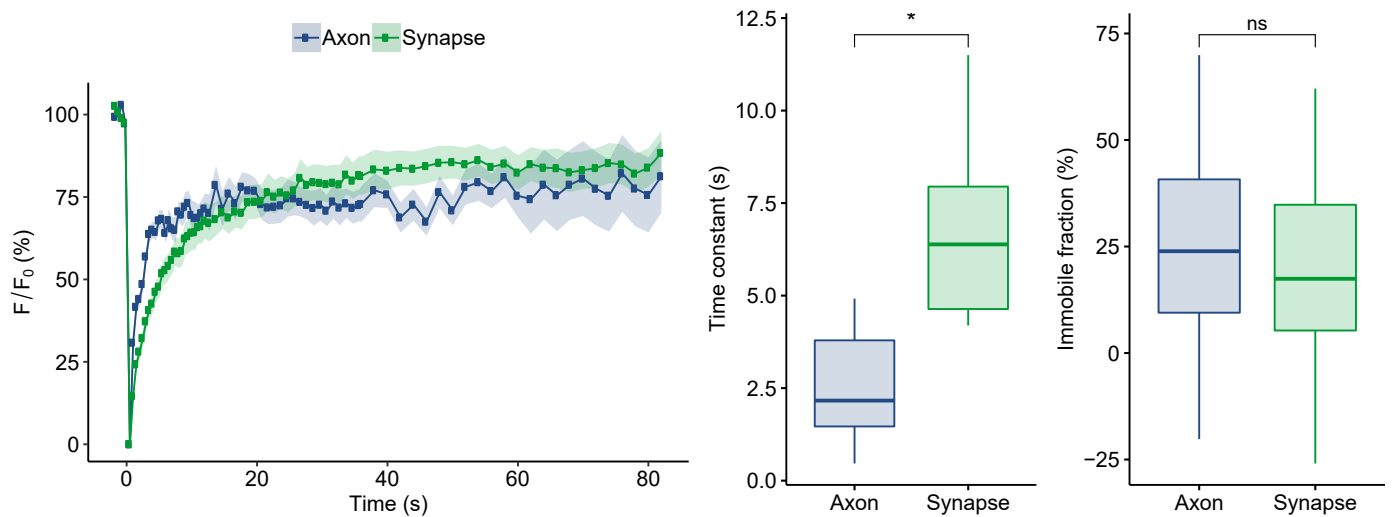 Axon Synapse
F/F₀ (%)
100
75
50
25
0
0 20 40 60 80
Time (s)
Time constant (s)
12.5
10.0
7.5
5.0
2.5
0.0
*
Axon Synapse
Immobile fraction (%)
75
50
25
0
−25
ns
Axon Synapse